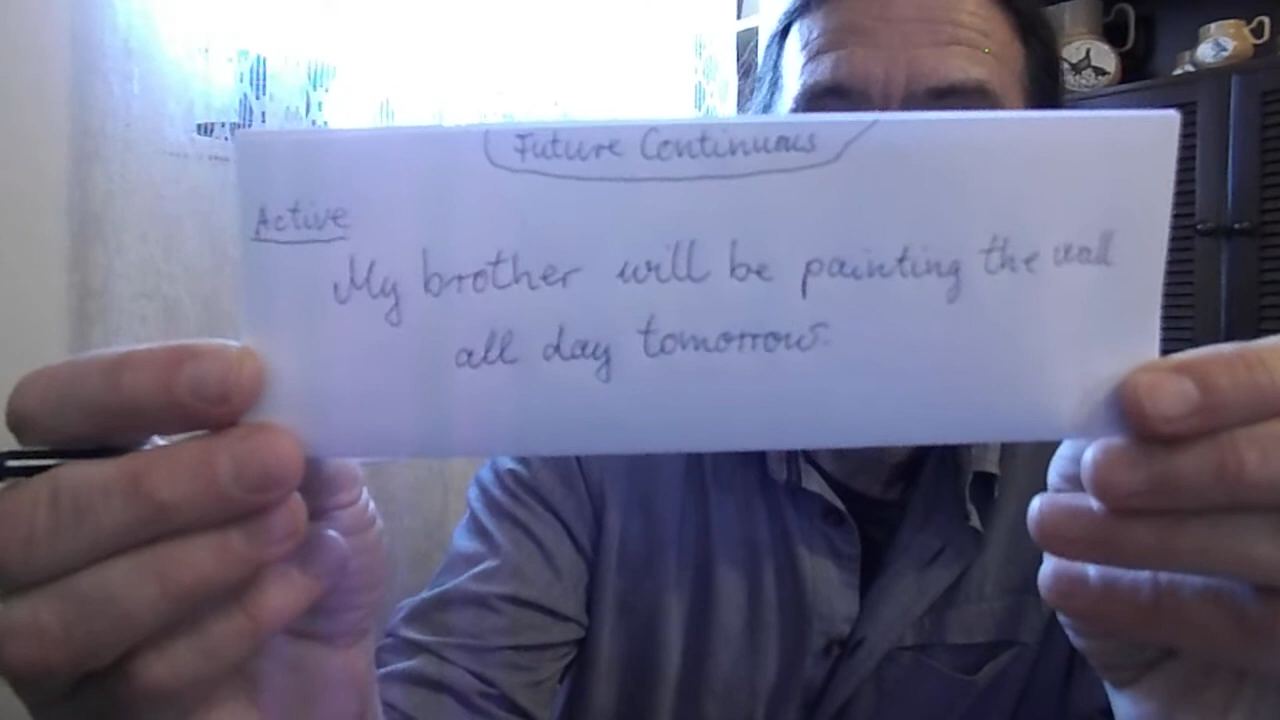 Future Continuous
Active
My brother will be painting the wall
all day tomorrow.